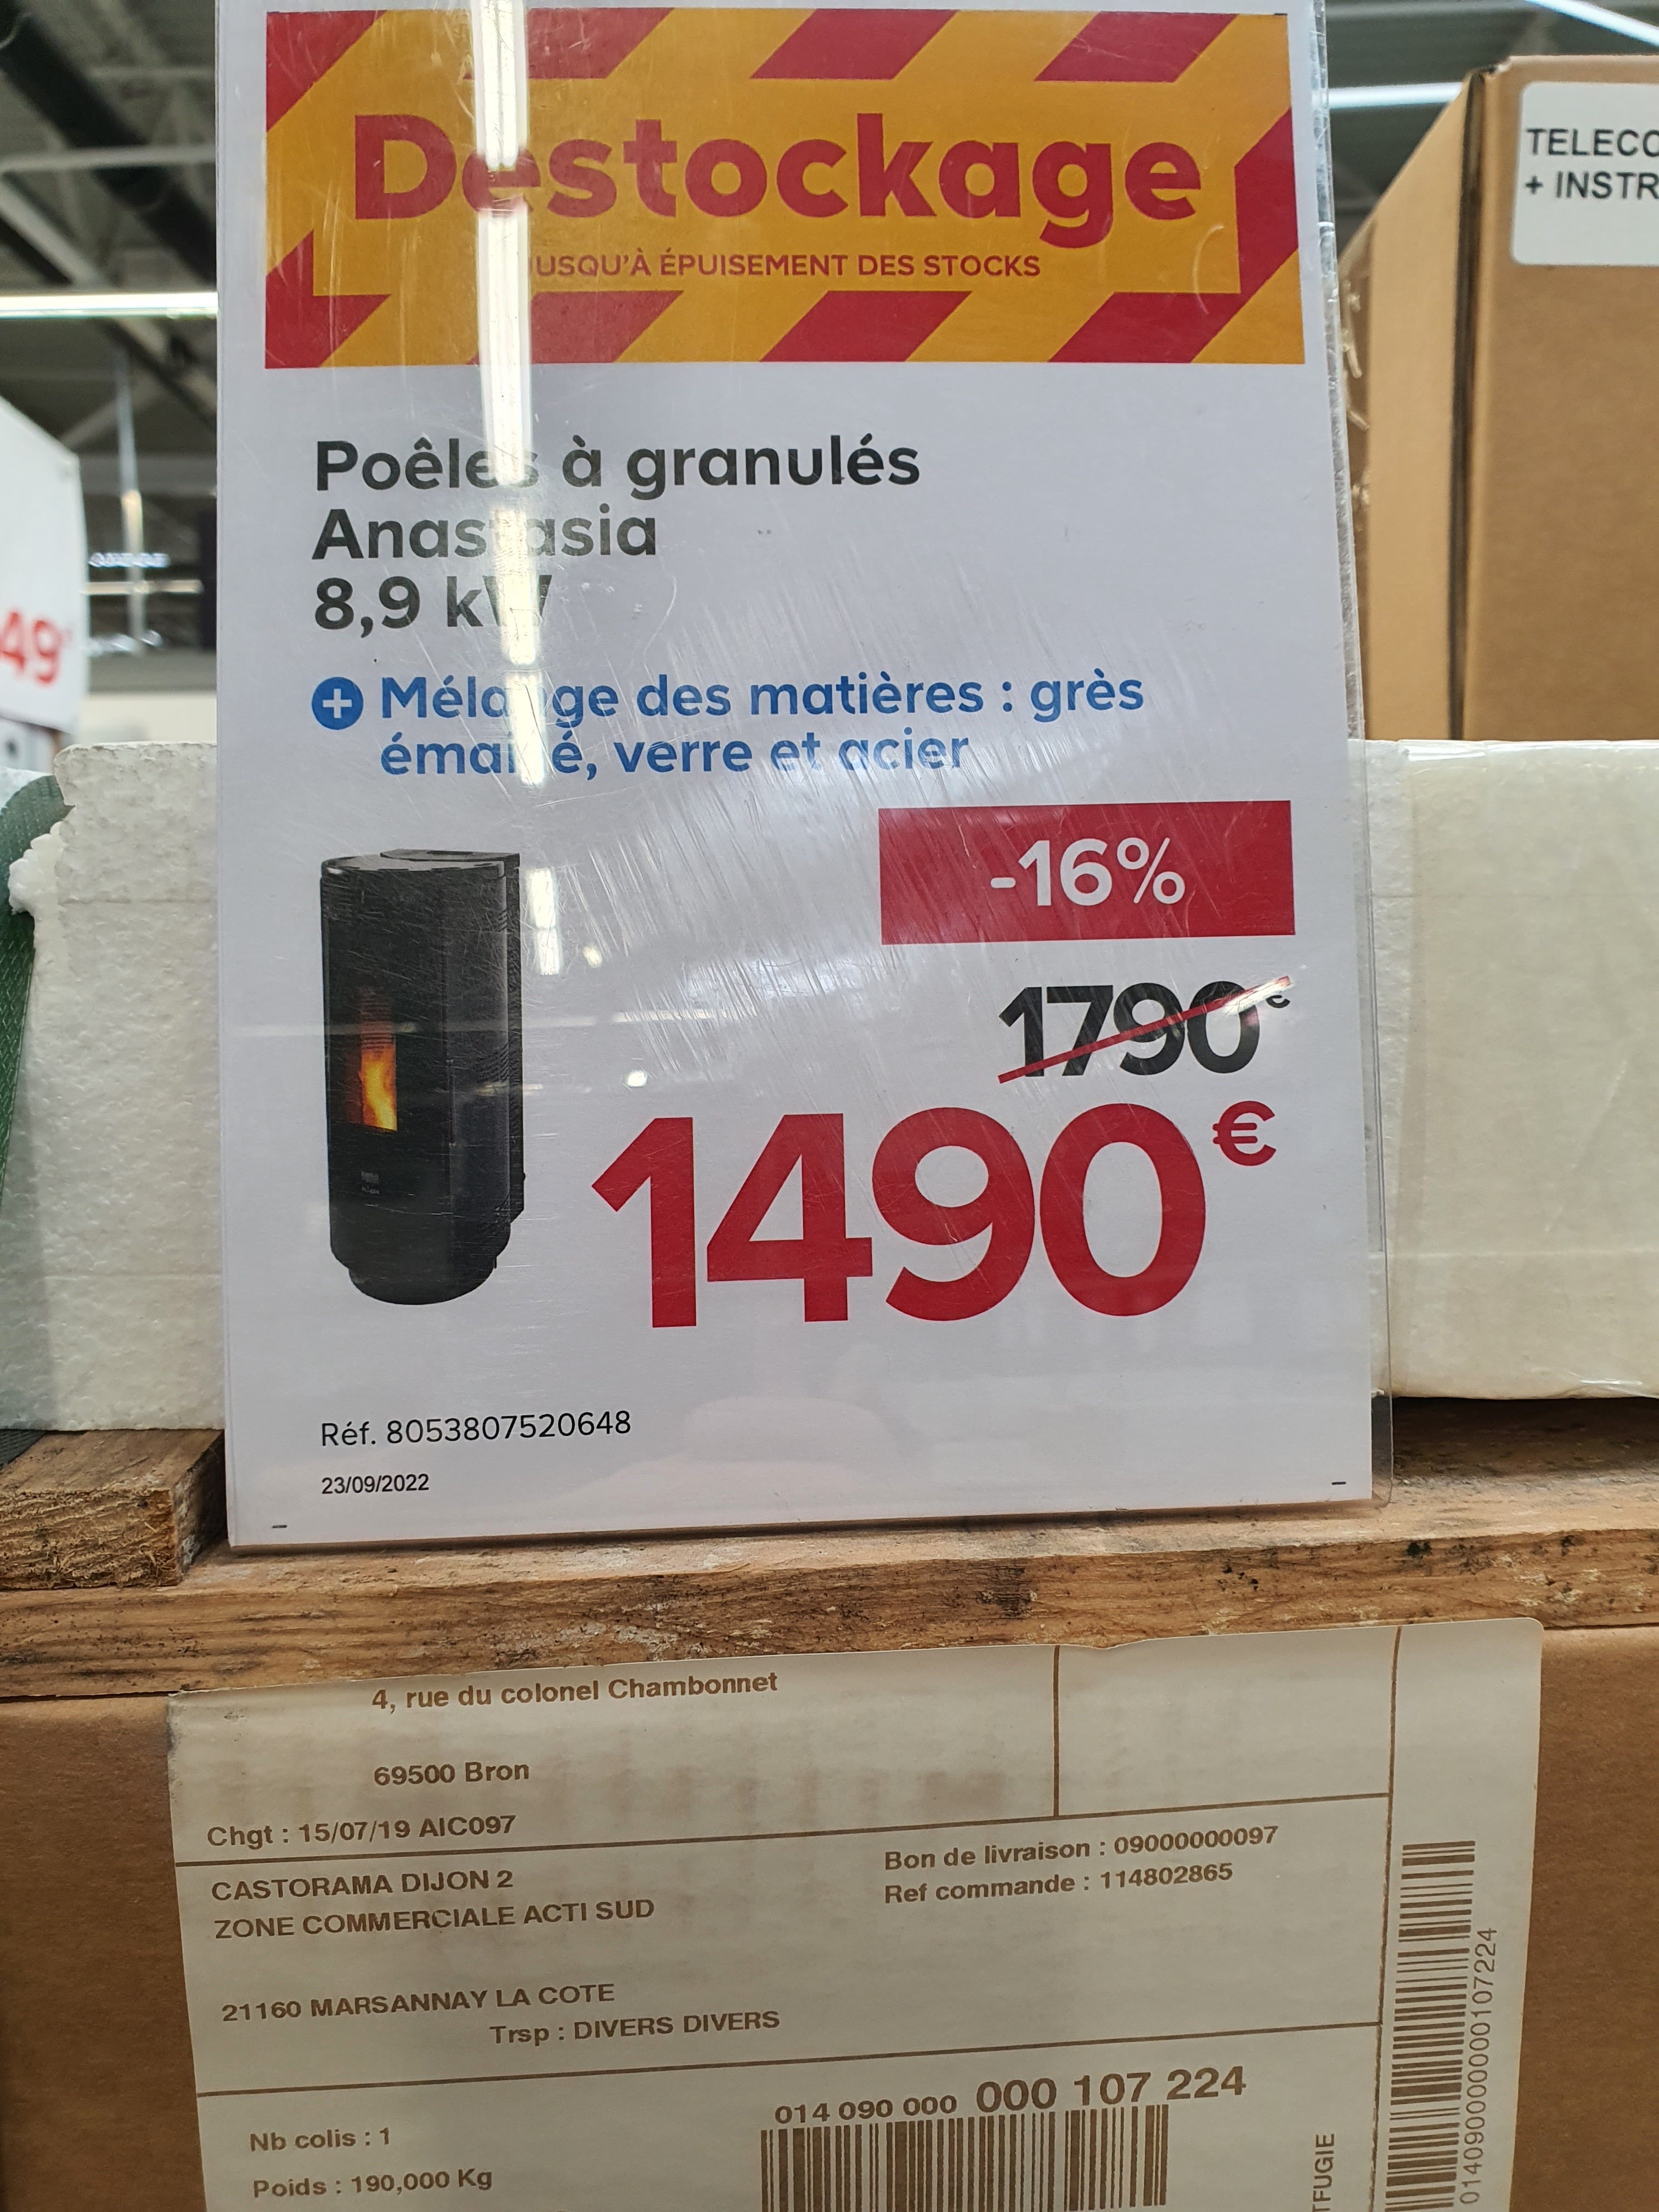 Destockage
JUSQU'À ÉPUISEMENT DES STOCKS
TELECO
+ INSTR
Poêles à granulés
Anastasia
8,9 kW
49
+ Mélange des matières : grès
émaillé, verre et acier
-16%
1790€
1490€
Réf. 8053807520648
23/09/2022
4, rue du colonel Chambonnet
69500 Bron
Chgt : 15/07/19 AIC097
CASTORAMA DIJON 2
ZONE COMMERCIALE ACTI SUD
Bon de livraison : 09000000097
Ref commande : 114802865
21160 MARSANNAY LA COTE
Trsp : DIVERS DIVERS
014 090 000 000 107 224
Nb colis : 1
Poids : 190,000 Kg
TFUGIE
014090000000107224